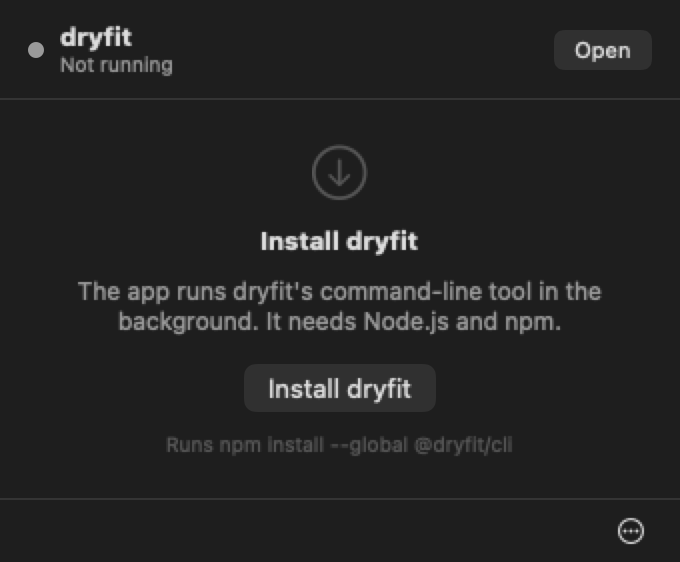 dryfit
Not running
Open
Install dryfit
The app runs dryfit's command-line tool in the
background. It needs Node.js and npm.
Install dryfit
Runs npm install --global @dryfit/cli